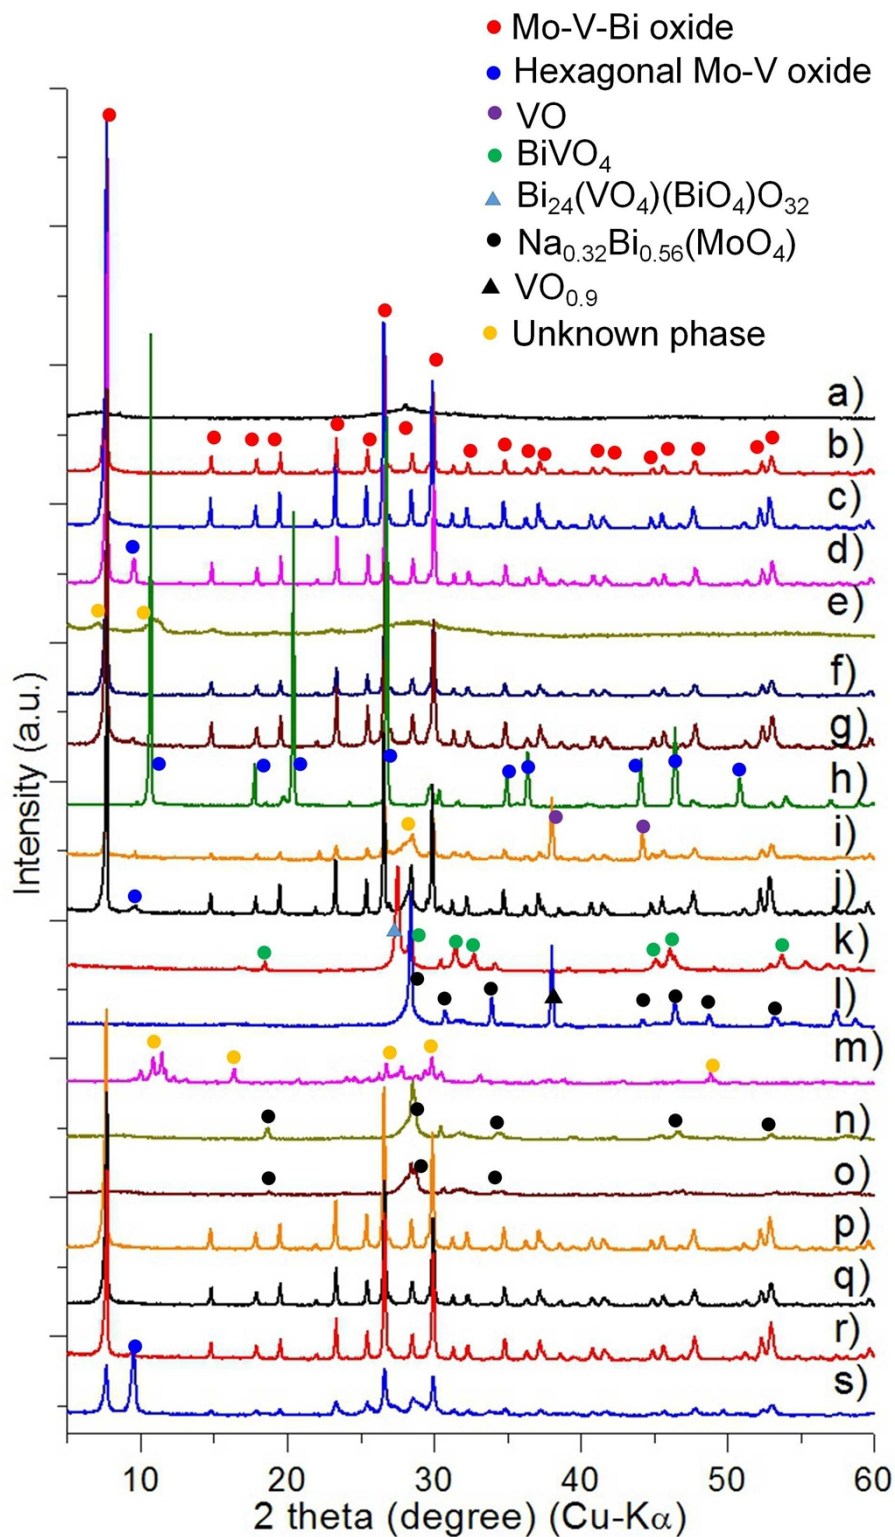 Mo-V-Bi oxide
Hexagonal Mo-V oxide
VO
BiVO₄
Bi₂₄(VO₄)(BiO₄)O₃₂
Na₀.₃₂Bi₀.₅₆(MoO₄)
VO₀.₉
Unknown phase
a)
b)
c)
d)
e)
f)
g)
h)
i)
j)
k)
l)
m)
n)
o)
p)
q)
r)
s)
Intensity (a.u.)
10 20 30 40 50 60
2 theta (degree) (Cu-Kα)